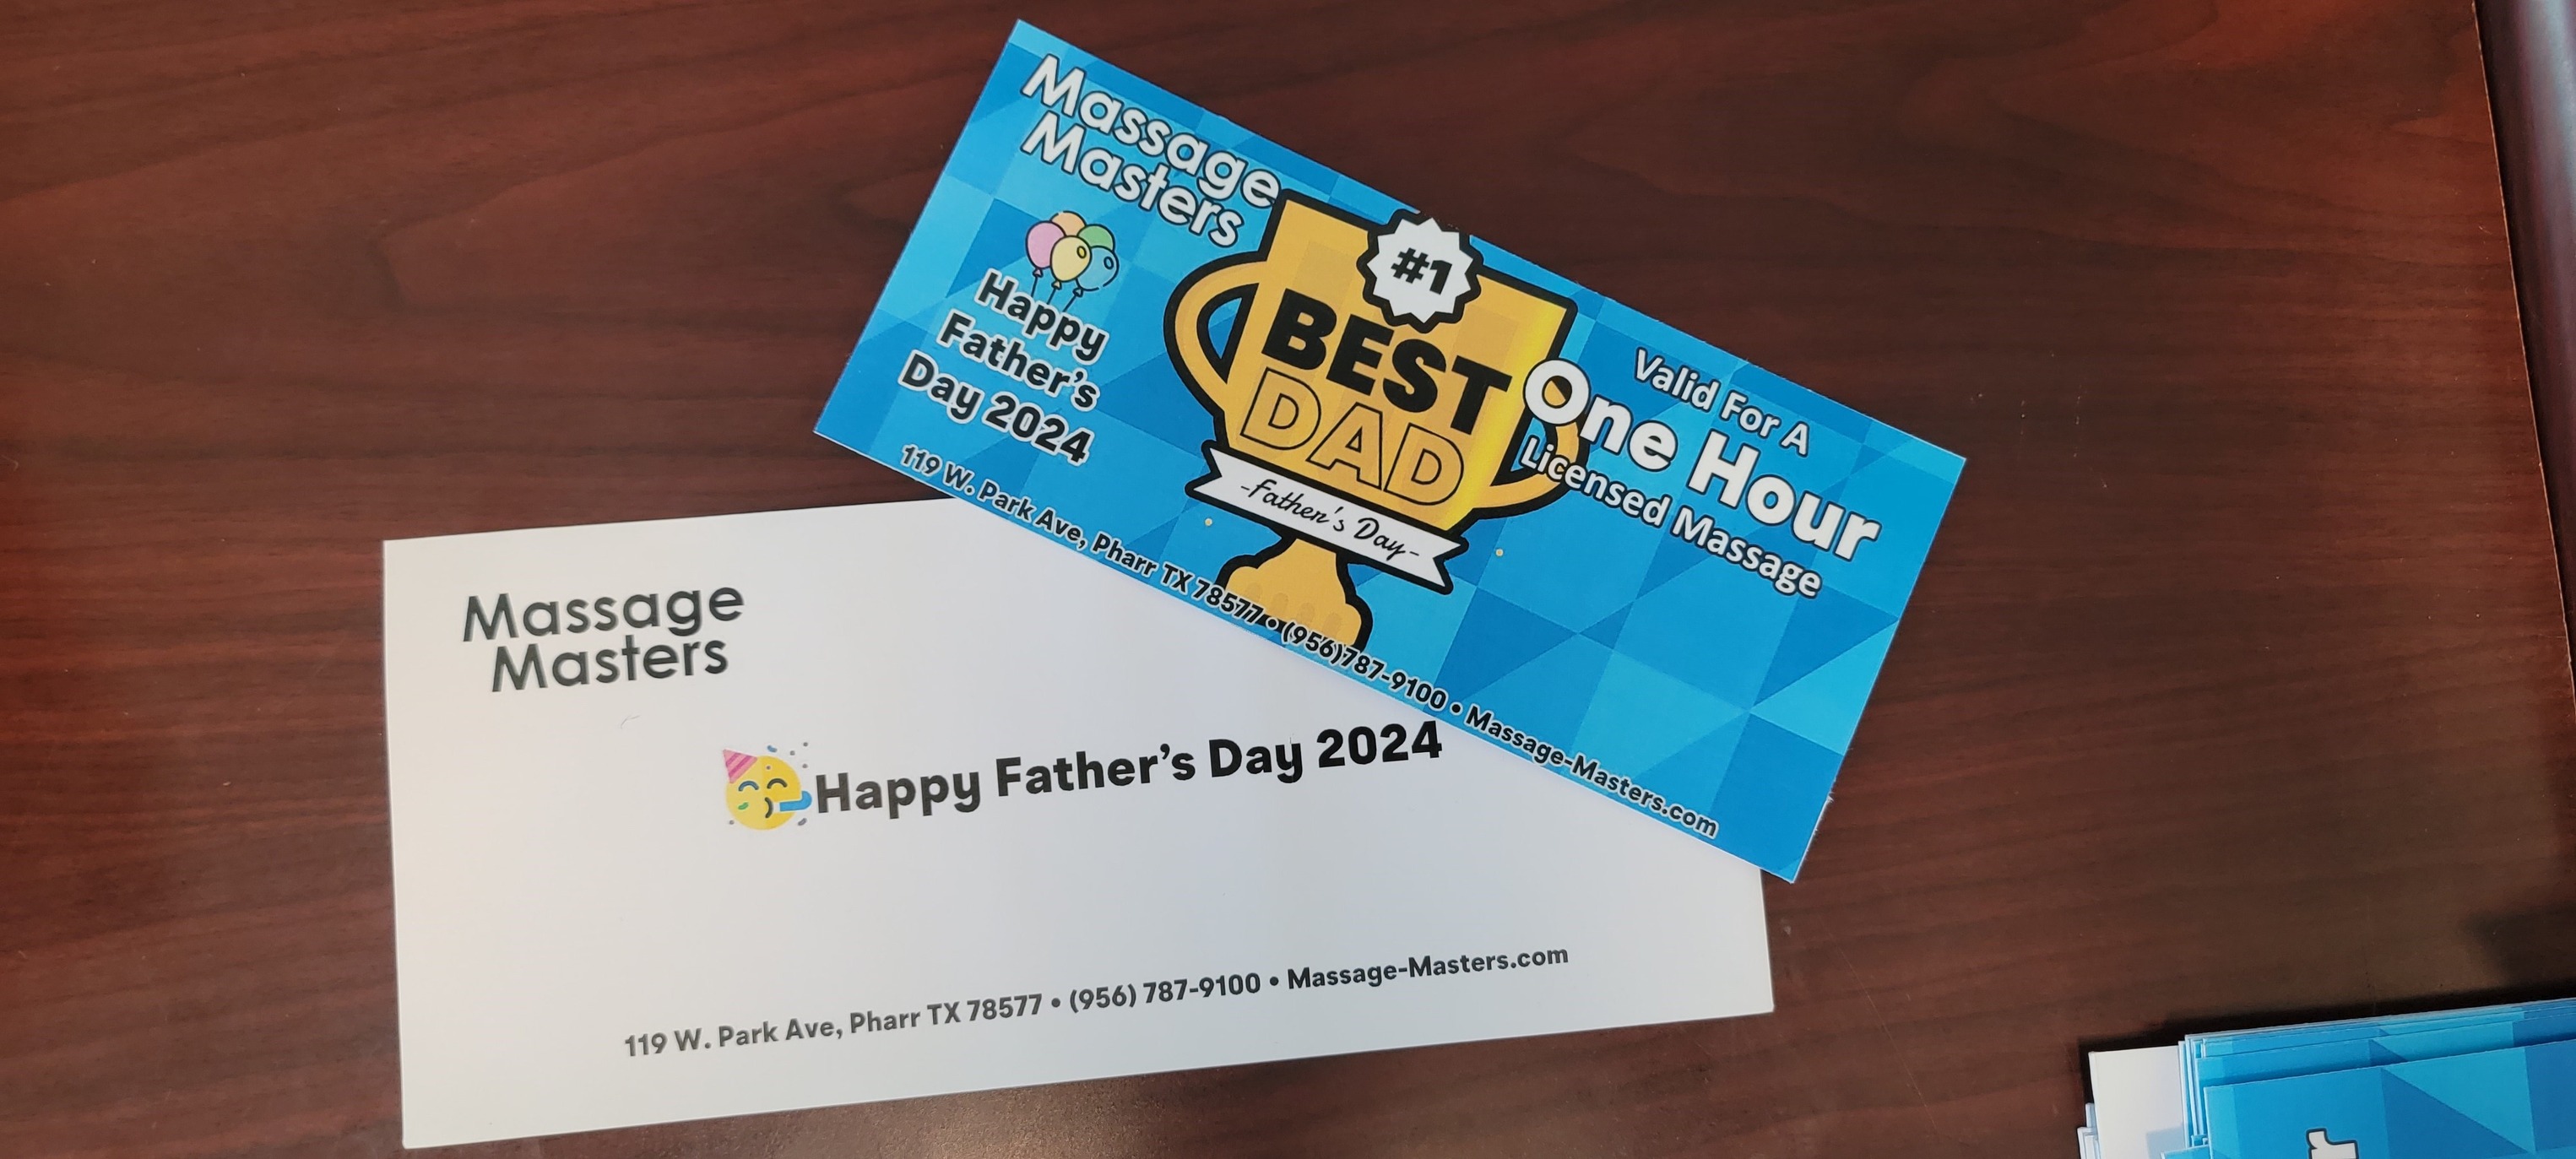 Massage
Masters
Happy
Father's
Day 2024
#1
BEST
DAD
-Father's Day-
Valid For A
One Hour
Licensed Massage
119 W. Park Ave, Pharr TX 78577 • (956)787-9100 • Massage-Masters.com
Massage
Masters
Happy Father's Day 2024
119 W. Park Ave, Pharr TX 78577 • (956) 787-9100 • Massage-Masters.com